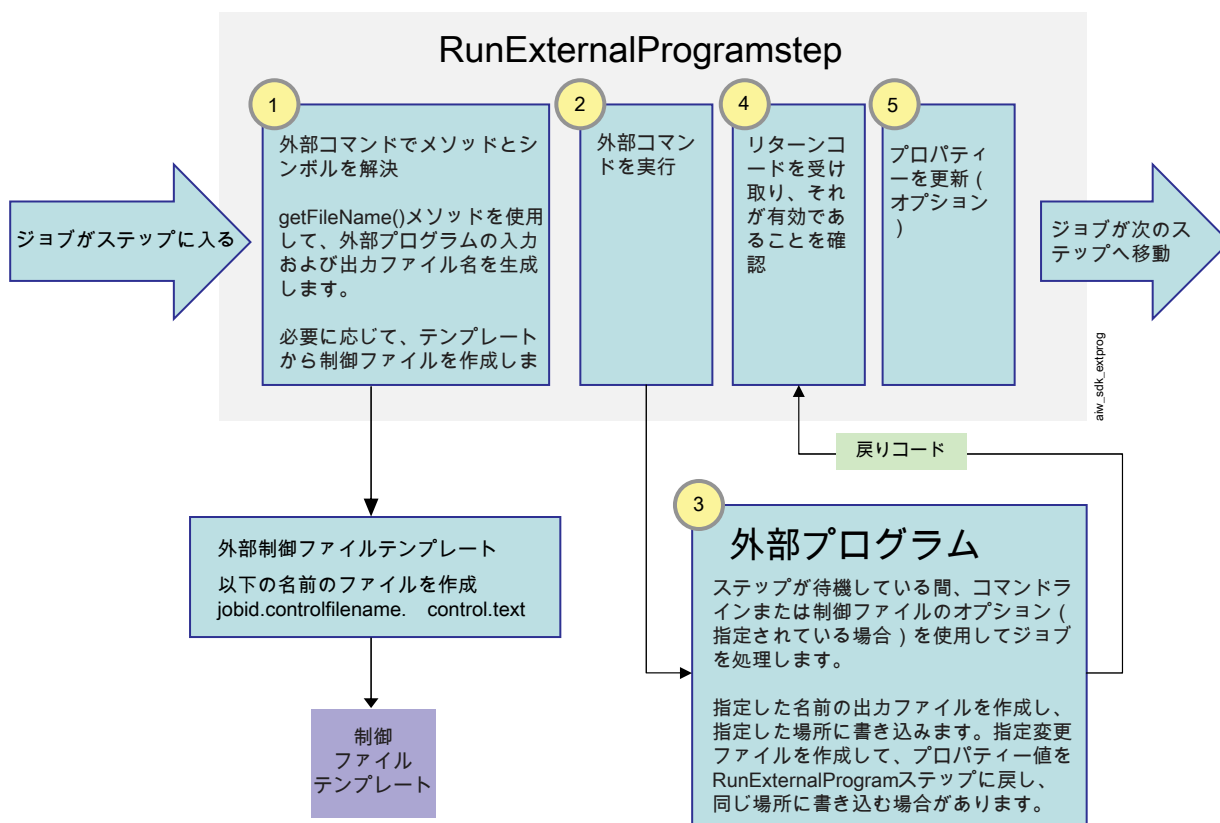 RunExternalProgramstep
ジョブがステップに入る
1
外部コマンドでメソッドとシ
ンボルを解決
getFileName()メソッドを使用
して、外部プログラムの入力
および出力ファイル名を生成
します。
必要に応じて、テンプレート
から制御ファイルを作成しま
2
外部コマン
ドを実行
4
リターンコ
ードを受け
取り、それ
が有効であ
ることを確
認
5
プロパティ
ーを更新（
オプション
）
ジョブが次のス
テップへ移動
aiw_sdk_extprog
戻りコード
外部制御ファイルテンプレート
以下の名前のファイルを作成
jobid.controlfilename. control.text
制御
ファイル
テンプレート
3
外部プログラム
ステップが待機している間、コマンドラ
インまたは制御ファイルのオプション（
指定されている場合）を使用してジョブ
を処理します。
指定した名前の出力ファイルを作成し、
指定した場所に書き込みます。指定変更
ファイルを作成して、プロパティー値を
RunExternalProgramステップに戻し、
同じ場所に書き込む場合があります。